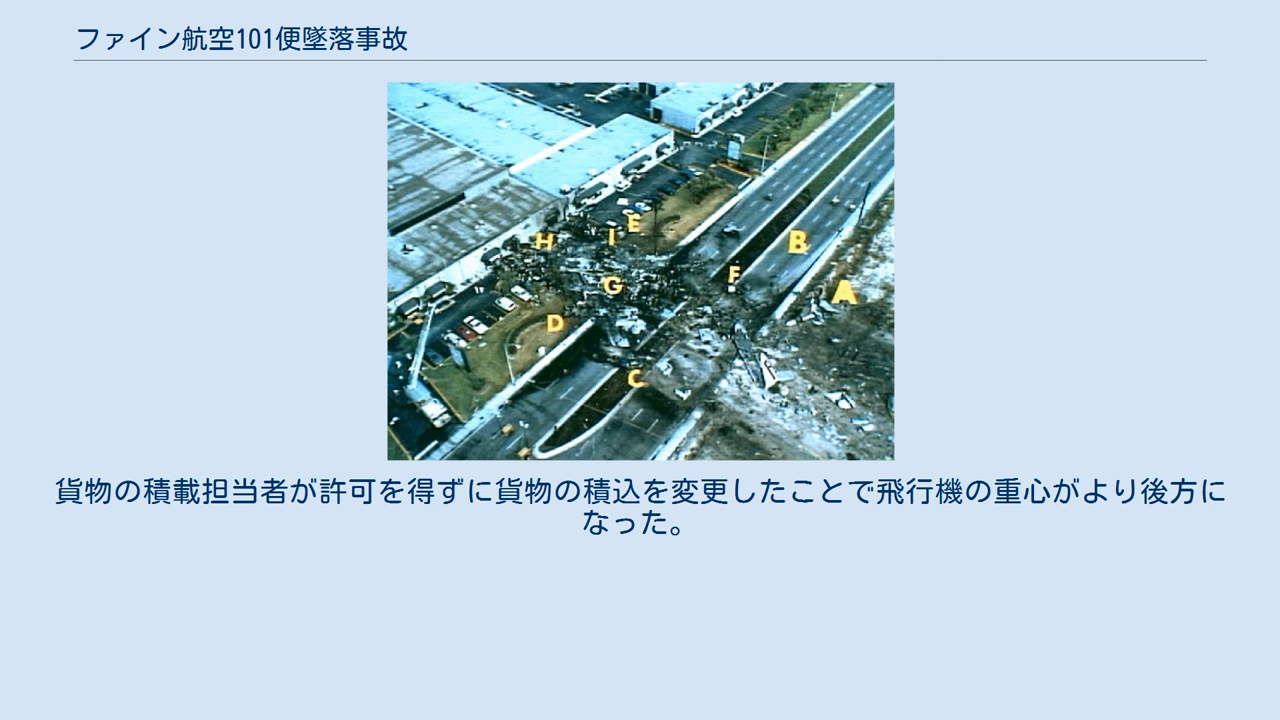 ファイン航空101便墜落事故
E
H I
B
F
G
A
D
C
貨物の積載担当者が許可を得ずに貨物の積込を変更したことで飛行機の重心がより後方に
なった。